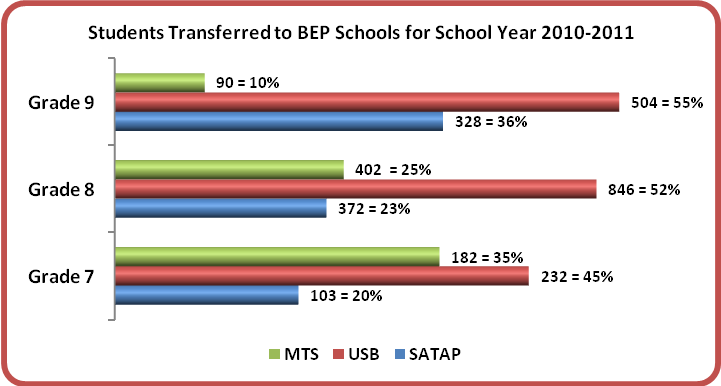 Students Transferred to BEP Schools for School Year 2010-2011
Grade 9
90 = 10%
504 = 55%
328 = 36%
Grade 8
402 = 25%
846 = 52%
372 = 23%
Grade 7
182 = 35%
232 = 45%
103 = 20%
MTS USB SATAP